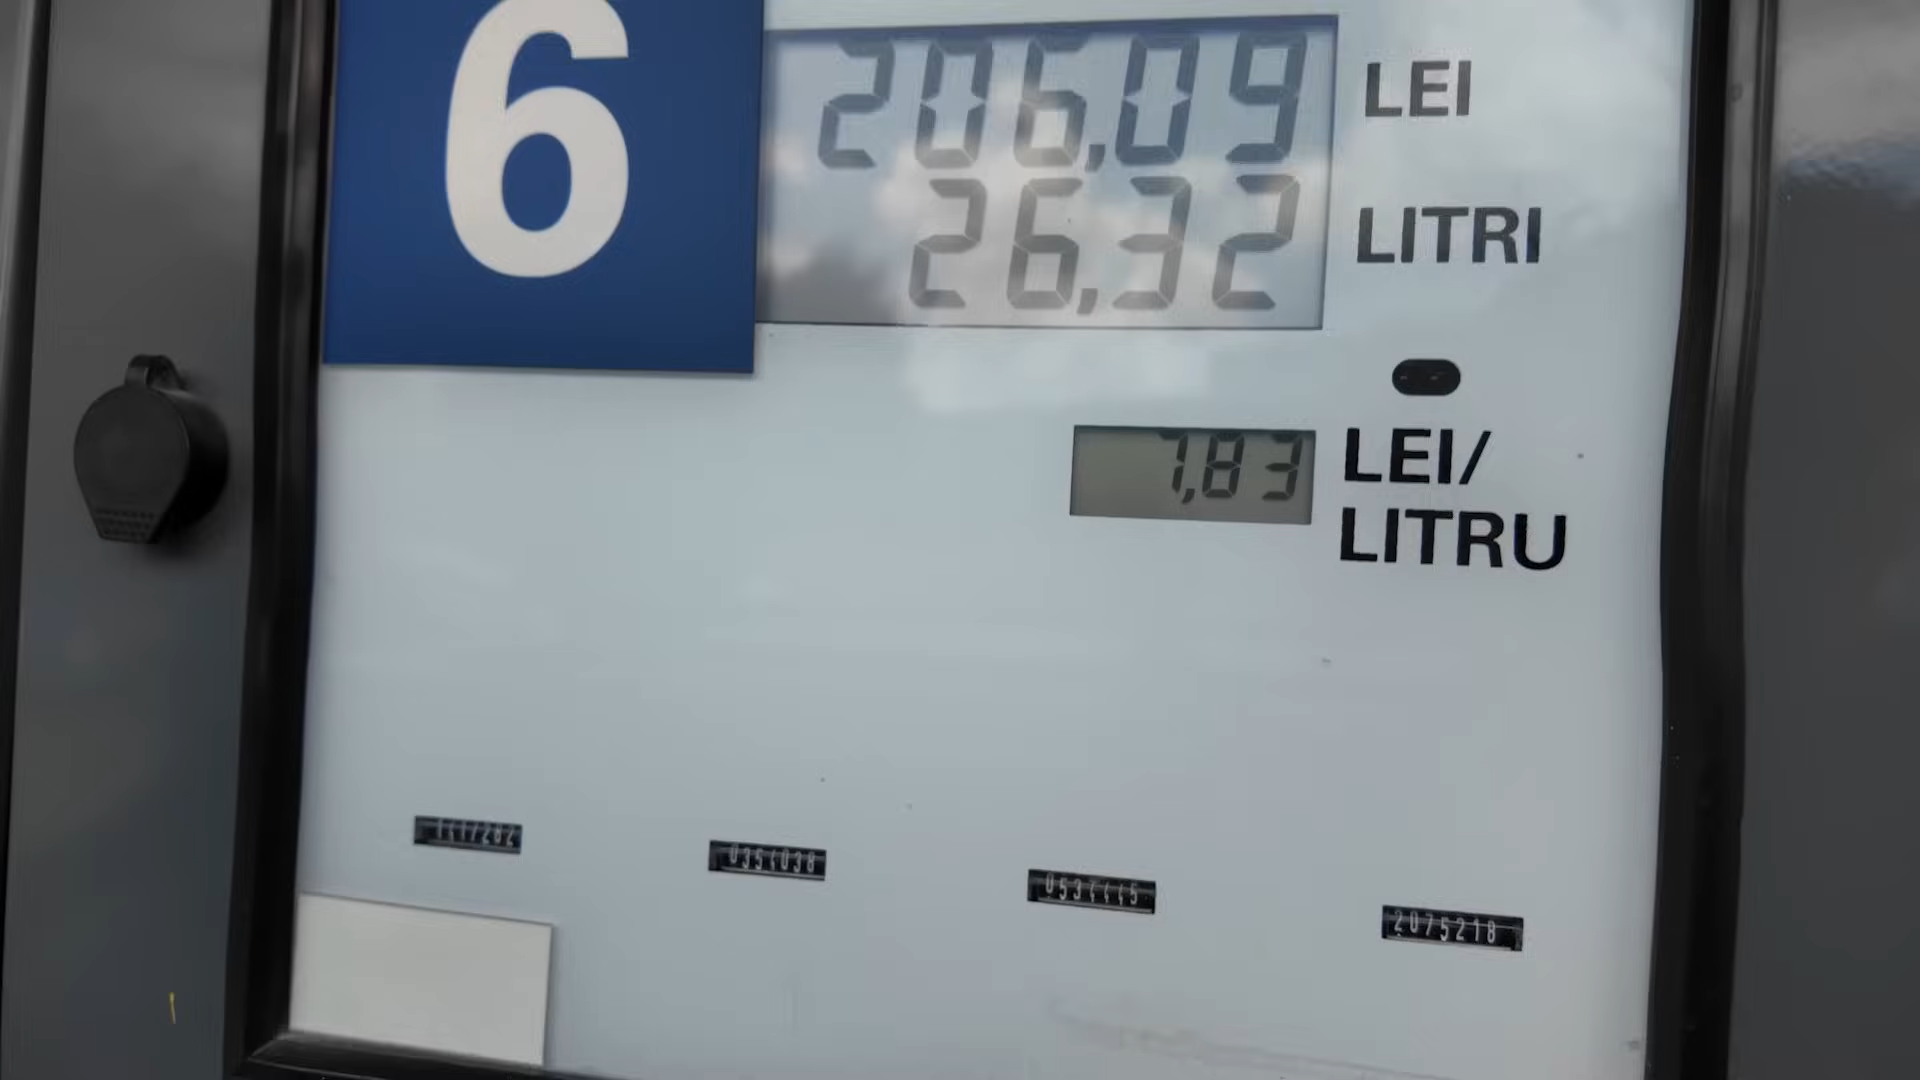 6
206,09 LEI
26,32 LITRI
7,83 LEI/
LITRU
2075218